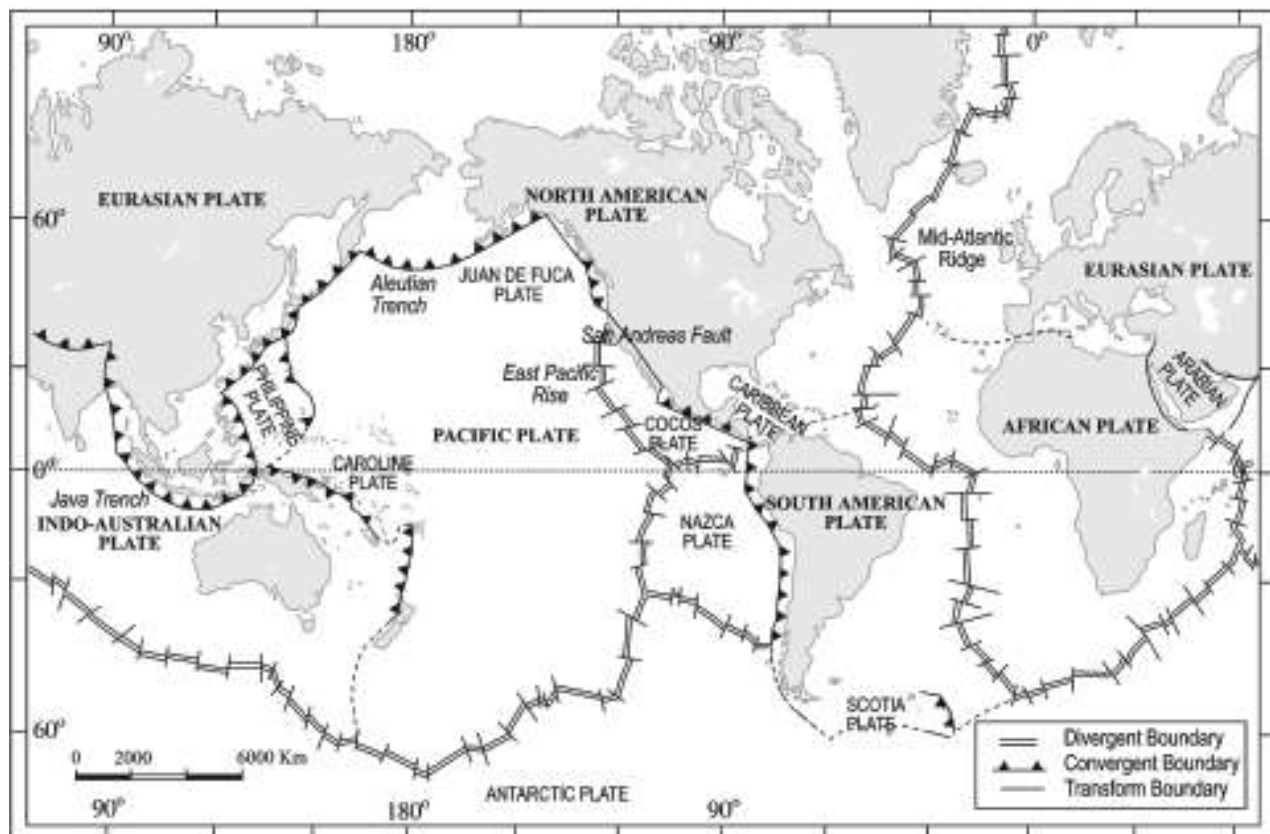 90° 180° 90° 0°
EURASIAN PLATE
NORTH AMERICAN
PLATE
60°
Mid-Atlantic
Ridge
EURASIAN PLATE
Aleutian
Trench
JUAN DE FUCA
PLATE
San Andreas Fault
East Pacific
Rise
PHILIPPINE
PLATE
CARIBBEAN
PLATE
ARABIAN
PLATE
COCOS
PLATE
PACIFIC PLATE
AFRICAN PLATE
CAROLINE
PLATE
0°
Java Trench
INDO-AUSTRALIAN
PLATE
NAZCA
PLATE
SOUTH AMERICAN
PLATE
SCOTIA
PLATE
60°
0 2000 6000 Km
ANTARCTIC PLATE
Divergent Boundary
Convergent Boundary
Transform Boundary
90° 180° 90° 0°